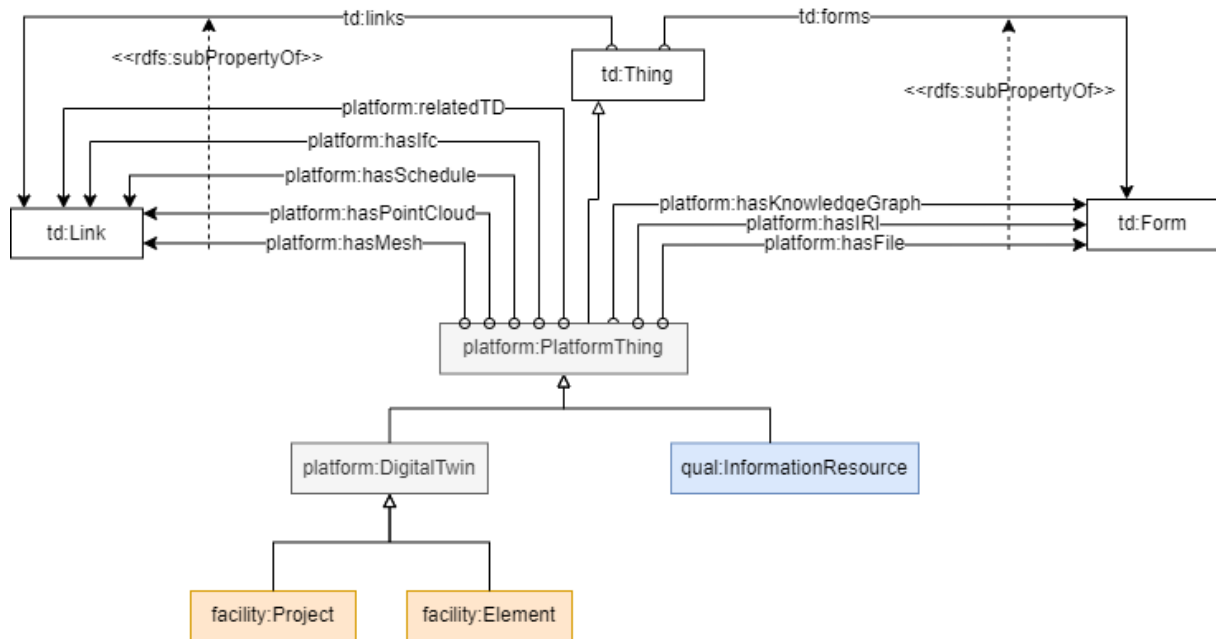 td:links
td:forms
<<rdfs:subPropertyOf>>
td:Thing
<<rdfs:subPropertyOf>>
platform:relatedTD
platform:hasIfc
platform:hasSchedule
platform:hasPointCloud
platform:hasMesh
td:Link
platform:hasKnowledgeGraph
platform:hasIRI
platform:hasFile
td:Form
platform:PlatformThing
platform:DigitalTwin
qual:InformationResource
facility:Project
facility:Element